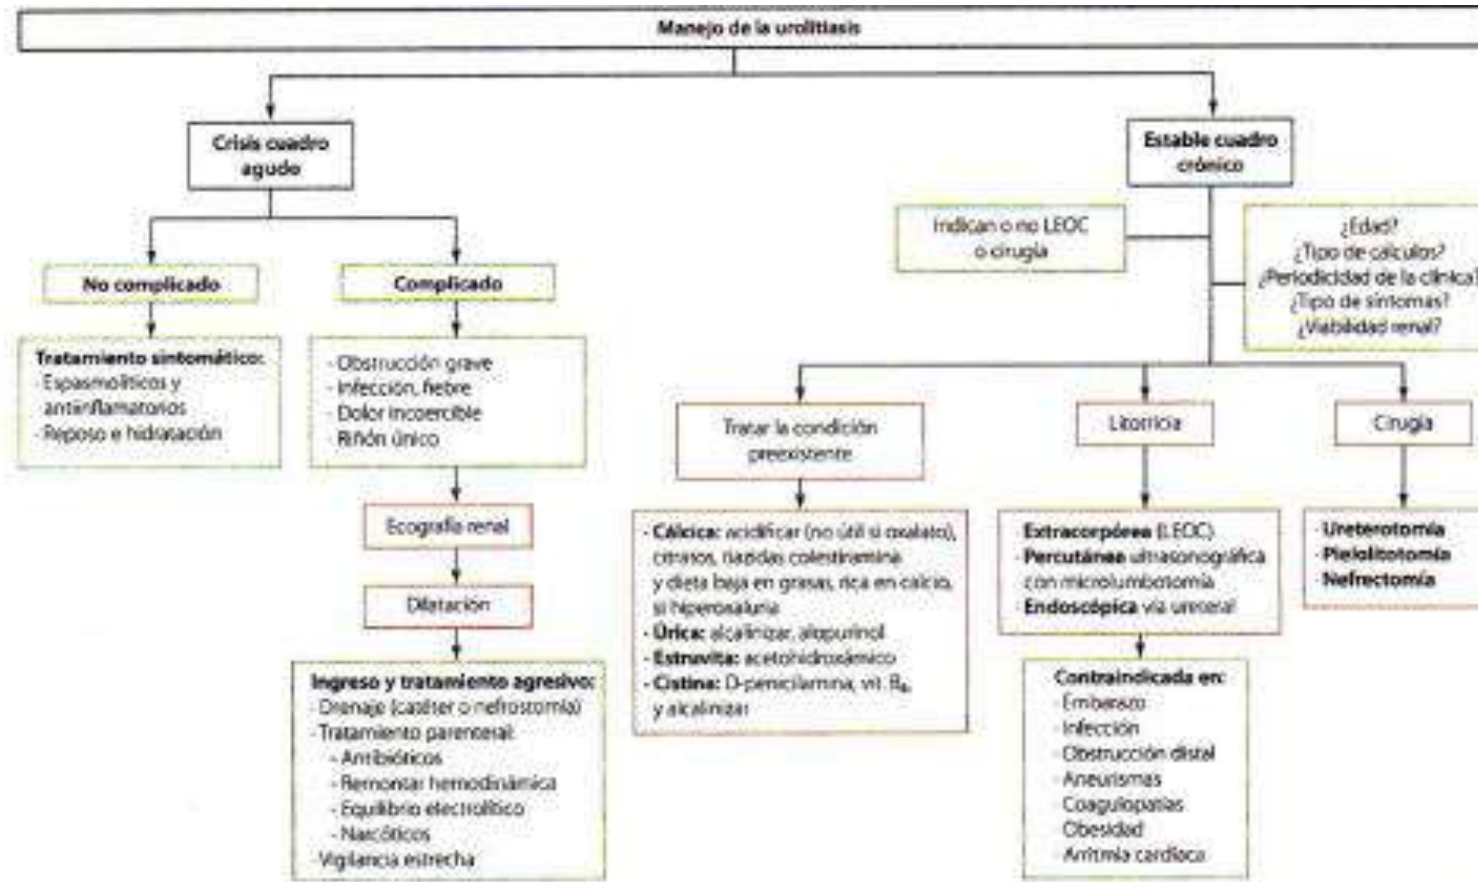 Manejo de la urolitiasis
Crisis cuadro
agudo
Estable cuadro
crónico
Indican o no LEOC
o cirugía
¿Edad?
¿Tipo de cálculos?
¿Periodicidad de la clínica?
¿Tipo de síntomas?
¿Viabilidad renal?
No complicado
Complicado
Tratamiento sintomático:
- Espasmolíticos y
antiinflamatorios
- Reposo e hidratación
- Obstrucción grave
- Infección, fiebre
- Dolor incoercible
- Riñón único
Ecografía renal
Dilatación
Ingreso y tratamiento agresivo:
- Drenaje (catéter o nefrostomía)
- Tratamiento parenteral:
- Antibióticos
- Remontar hemodinámica
- Equilibrio electrolítico
- Narcóticos
- Vigilancia estrecha
Tratar la condición
preexistente
- Cálcica: acidificar (no útil si oxalato),
citratos, tiazidas colestiramina
y dieta baja en grasas, rica en calcio,
si hiperoxaluria
- Úrica: alcalinizar, alopurinol
- Estruvita: acetohidroxámico
- Cistina: D-penicilamina, vit. B₆,
y alcalinizar
Litotricia
- Extracorpórea (LEOC)
- Percutánea ultrasonográfica
con microlumbotomía
- Endoscópica vía ureteral
Contraindicada en:
- Embarazo
- Infección
- Obstrucción distal
- Aneurismas
- Coagulopatías
- Obesidad
- Arritmia cardíaca
Cirugía
- Ureterotomía
- Pielolitotomía
- Nefrectomía